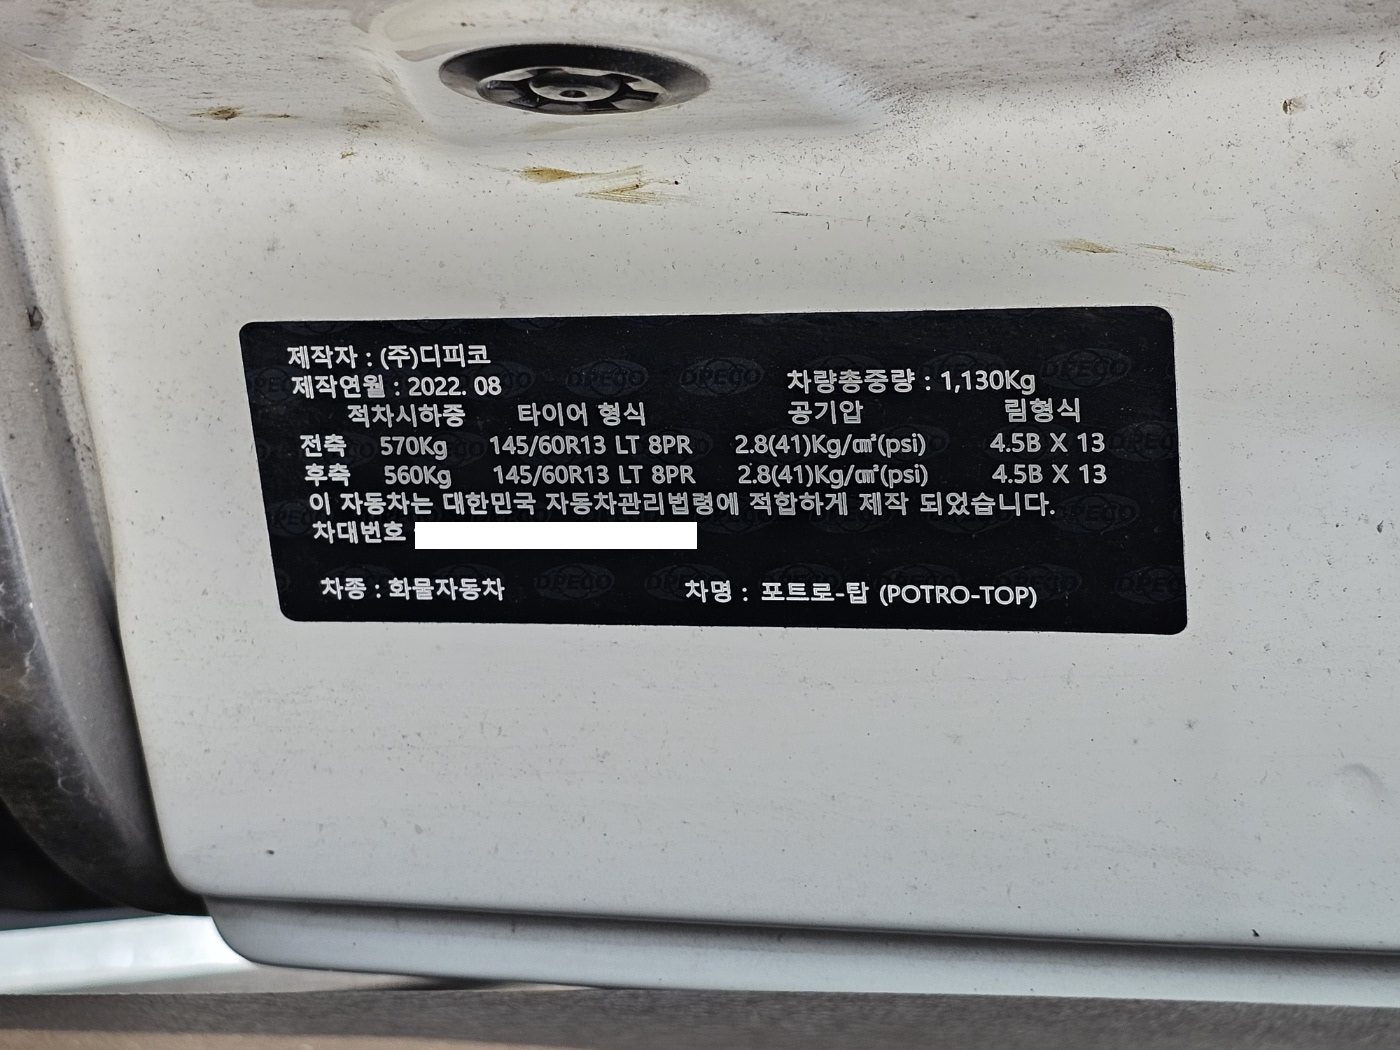 제작자 : (주)디피코
제작연월 : 2022. 08 차량총중량 : 1,130Kg
적차시하중 타이어 형식 공기압 림형식
전축 570Kg 145/60R13 LT 8PR 2.8(41)Kg/㎠(psi) 4.5B X 13
후축 560Kg 145/60R13 LT 8PR 2.8(41)Kg/㎠(psi) 4.5B X 13
이 자동차는 대한민국 자동차관리법령에 적합하게 제작 되었습니다.
차대번호
차종 : 화물자동차 차명 : 포트로-탑 (POTRO-TOP)